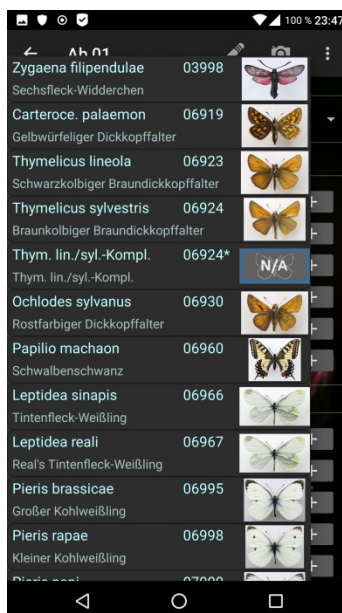 100 % 23:47
Ab 01
Zygaena filipendulae 03998
Sechsfleck-Widderchen
Carteroce. palaemon 06919
Gelbwürfeliger Dickkopffalter
Thymelicus lineola 06923
Schwarzkolbiger Braundickkopffalter
Thymelicus sylvestris 06924
Braunkolbiger Braundickkopffalter
Thym. lin./syl.-Kompl. 06924* N/A
Thym. lin./syl.-Kompl.
Ochlodes sylvanus 06930
Rostfarbiger Dickkopffalter
Papilio machaon 06960
Schwalbenschwanz
Leptidea sinapis 06966
Tintenfleck-Weißling
Leptidea reali 06967
Real's Tintenfleck-Weißling
Pieris brassicae 06995
Großer Kohlweißling
Pieris rapae 06998
Kleiner Kohlweißling
Pieris napi